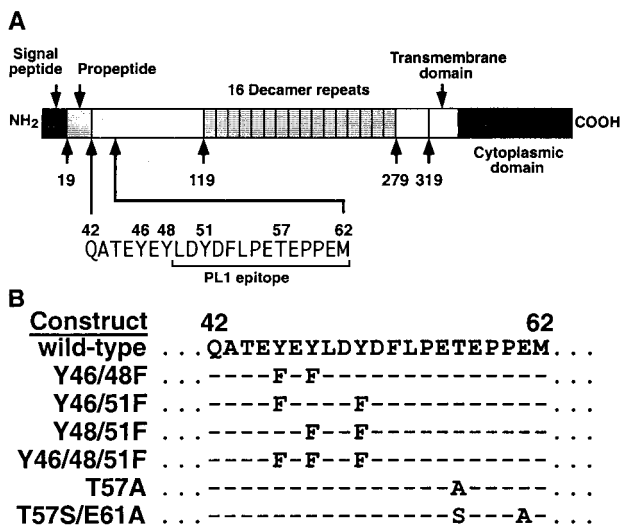 A
Signal peptide
Propeptide
16 Decamer repeats
Transmembrane domain
NH2
COOH
Cytoplasmic domain
19
119
279
319
42 46 48 51 57 62
QATEYEYLDYDFLPETEPPEM
PL1 epitope
B
Construct 42 62
wild-type . . . QATEYEYLDYDFLPETEPPEM . . .
Y46/48F . . . ----F-F-------------- . . .
Y46/51F . . . ----F----F----------- . . .
Y48/51F . . . ------F--F----------- . . .
Y46/48/51F . . . ----F-F--F----------- . . .
T57A . . . ---------------A----- . . .
T57S/E61A . . . ---------------S---A- . . .